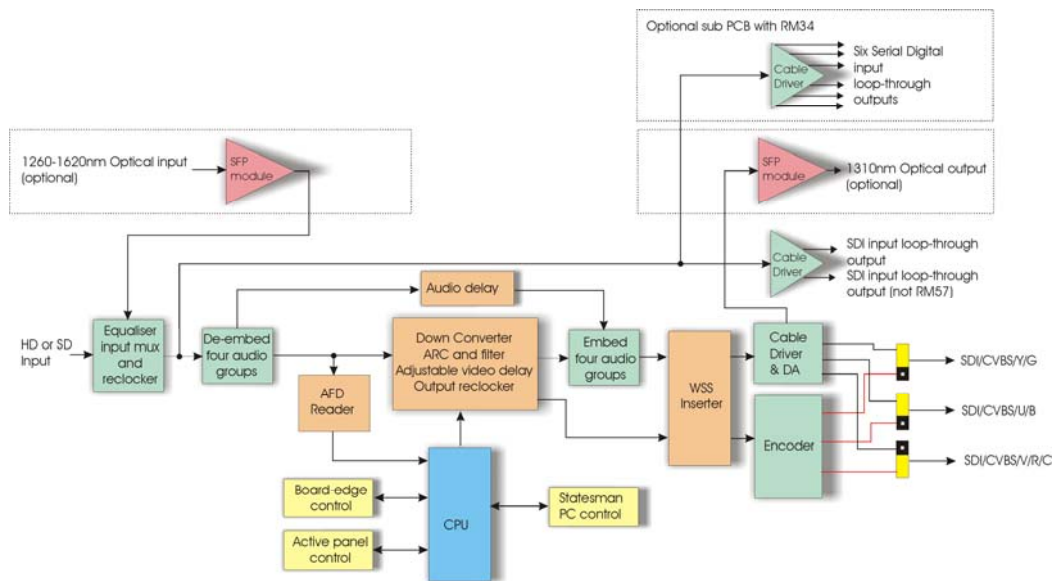 Optional sub PCB with RM34
Cable
Driver
Six Serial Digital
input
loop-through
outputs
1260-1620nm Optical input
(optional)
SFP
module
SFP
module
1310nm Optical output
(optional)
Cable
Driver
SDI input loop-through
output
SDI input loop-through
output (not RM57)
Audio delay
HD or SD
Input
Equaliser
input mux
and
reclocker
De-embed
four audio
groups
Down Converter
ARC and filter
Adjustable video delay
Output reclocker
Embed
four audio
groups
WSS
Inserter
Cable
Driver
& DA
SDI/CVBS/Y/G
AFD
Reader
Encoder
SDI/CVBS/U/B
SDI/CVBS/V/R/C
Board-edge
control
CPU
Statesman
PC control
Active panel
control